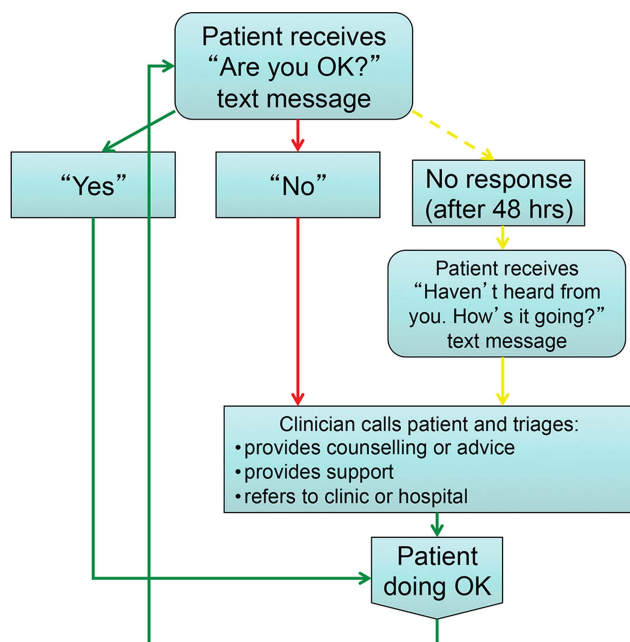 Patient receives
“Are you OK?”
text message
“Yes”
“No”
No response
(after 48 hrs)
Patient receives
“Haven’t heard from
you. How’s it going?”
text message
Clinician calls patient and triages:
• provides counselling or advice
• provides support
• refers to clinic or hospital
Patient
doing OK